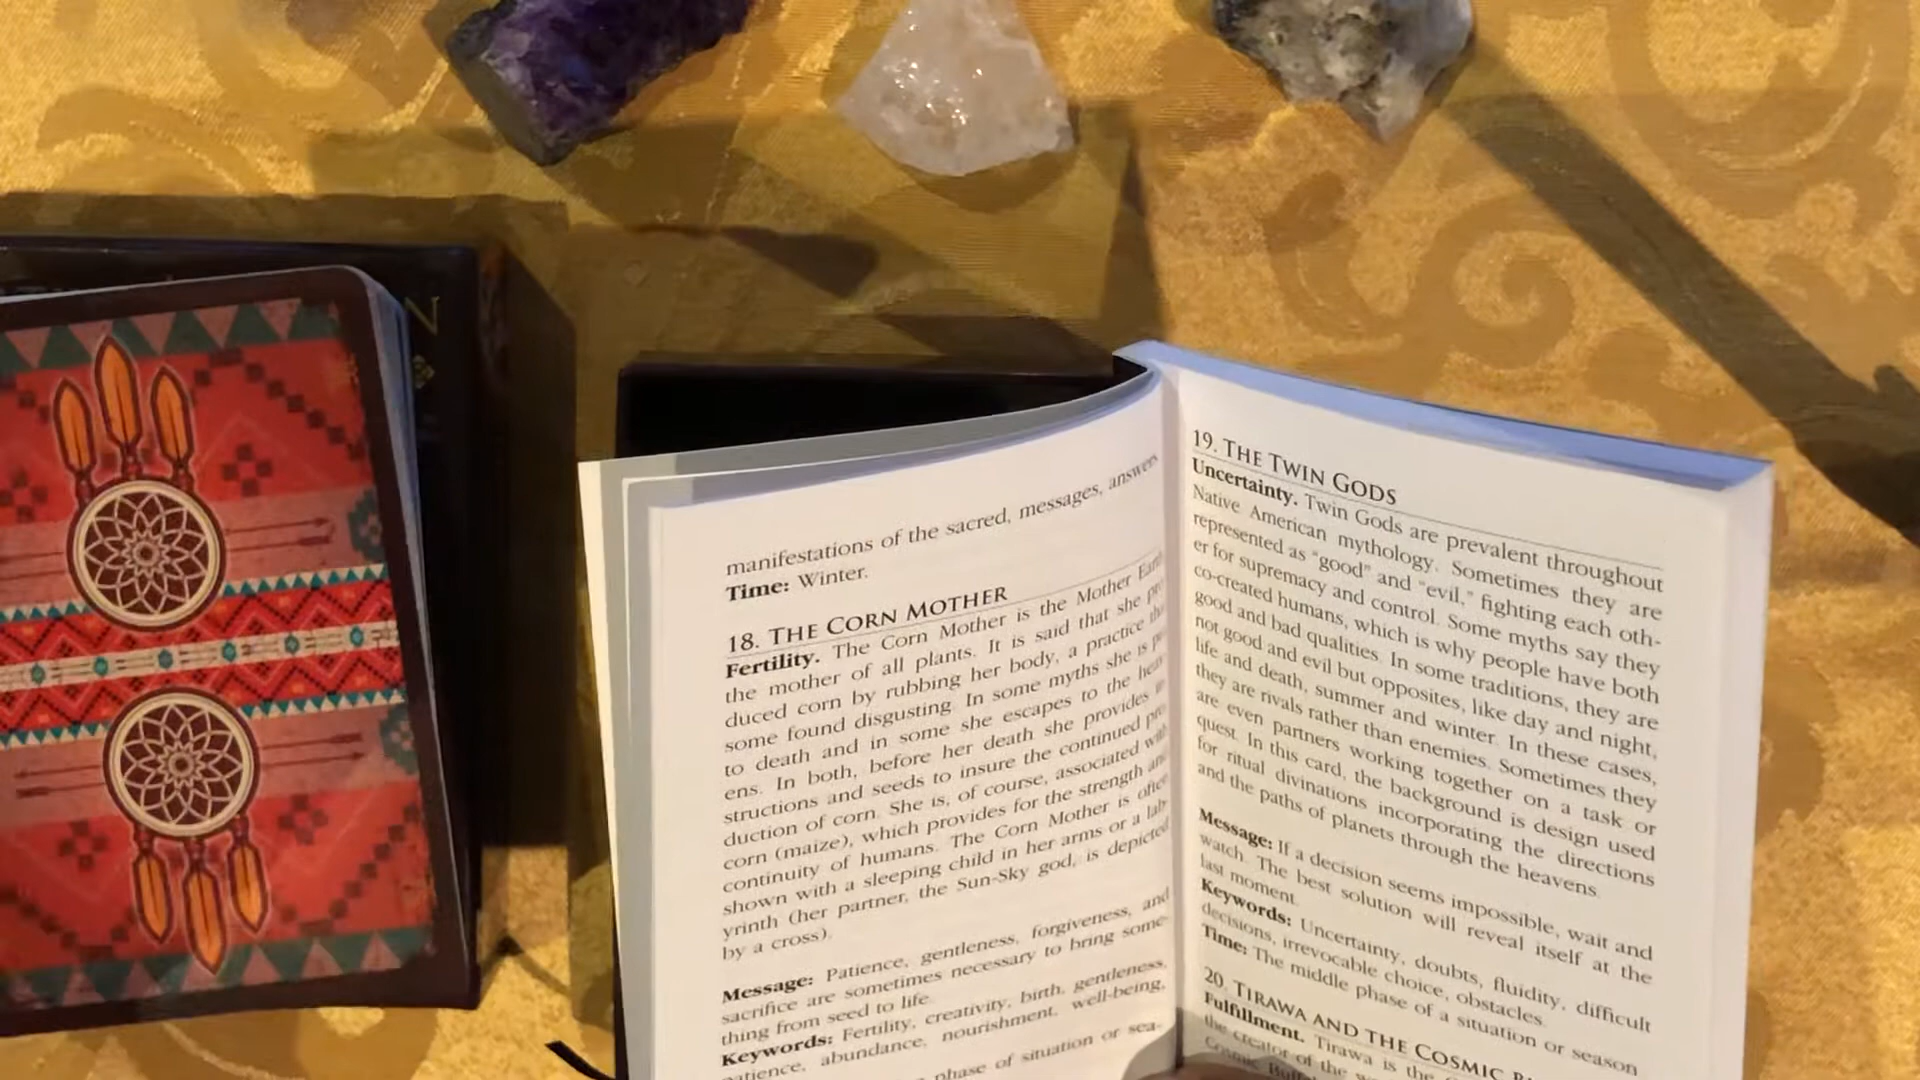 N
manifestations of the sacred, messages, answers
Time: Winter.
18. THE CORN MOTHER
Fertility. The Corn Mother is the Mother Earth
the mother of all plants. It is said that she pro
duced corn by rubbing her body, a practice tha
some found disgusting. In some myths she is p
to death and in some she escapes to the heav
ens. In both, before her death she provides in
structions and seeds to insure the continued pro
duction of corn. She is, of course, associated with
corn (maize), which provides for the strength an
continuity of humans. The Corn Mother is often
shown with a sleeping child in her arms or a lab-
yrinth (her partner, the Sun-Sky god, is depicted
by a cross).
Message: Patience, gentleness, forgiveness, and
sacrifice are sometimes necessary to bring some-
thing from seed to life.
Keywords: Fertility, creativity, birth, gentleness,
patience, abundance, nourishment, well-being,
phase of situation or sea-
19. THE TWIN GODS
Uncertainty. Twin Gods are prevalent throughout
Native American mythology. Sometimes they are
represented as "good" and "evil," fighting each oth-
er for supremacy and control. Some myths say they
co-created humans, which is why people have both
good and bad qualities. In some traditions, they are
not good and evil but opposites, like day and night,
life and death, summer and winter. In these cases,
they are rivals rather than enemies. Sometimes they
are even partners working together on a task or
quest. In this card, the background is design used
for ritual divinations incorporating the directions
and the paths of planets through the heavens.
Message: If a decision seems impossible, wait and
watch. The best solution will reveal itself at the
last moment.
Keywords: Uncertainty, doubts, fluidity, difficult
decisions, irrevocable choice, obstacles.
Time: The middle phase of a situation or season
20. TIRAWA AND THE COSMIC
Fulfillment. Tirawa is the
the creator of the
Cosmic